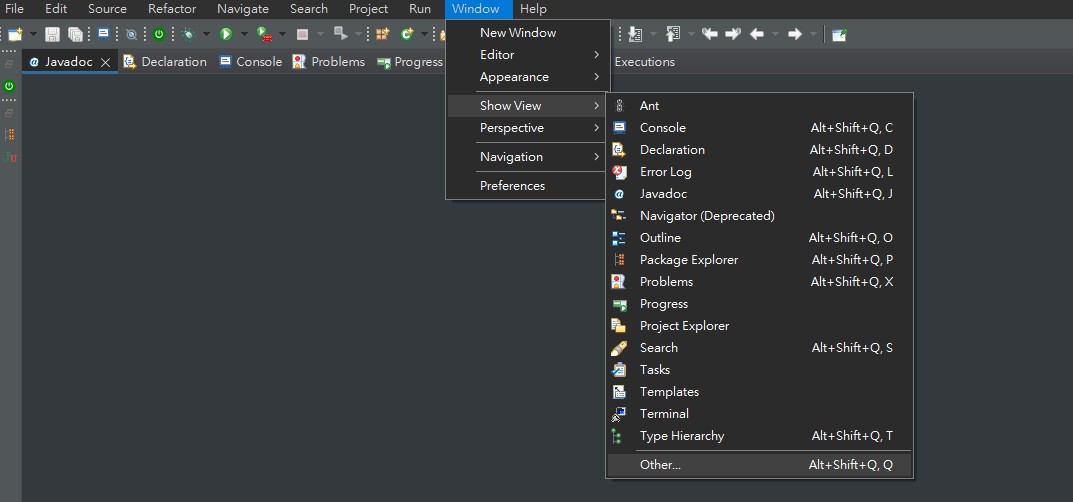 File Edit Source Refactor Navigate Search Project Run Window Help
Javadoc Declaration Console Problems Progress Executions
New Window
Editor
Appearance
Show View
Perspective
Navigation
Preferences
Ant
Console Alt+Shift+Q, C
Declaration Alt+Shift+Q, D
Error Log Alt+Shift+Q, L
Javadoc Alt+Shift+Q, J
Navigator (Deprecated)
Outline Alt+Shift+Q, O
Package Explorer Alt+Shift+Q, P
Problems Alt+Shift+Q, X
Progress
Project Explorer
Search Alt+Shift+Q, S
Tasks
Templates
Terminal
Type Hierarchy Alt+Shift+Q, T
Other... Alt+Shift+Q, Q